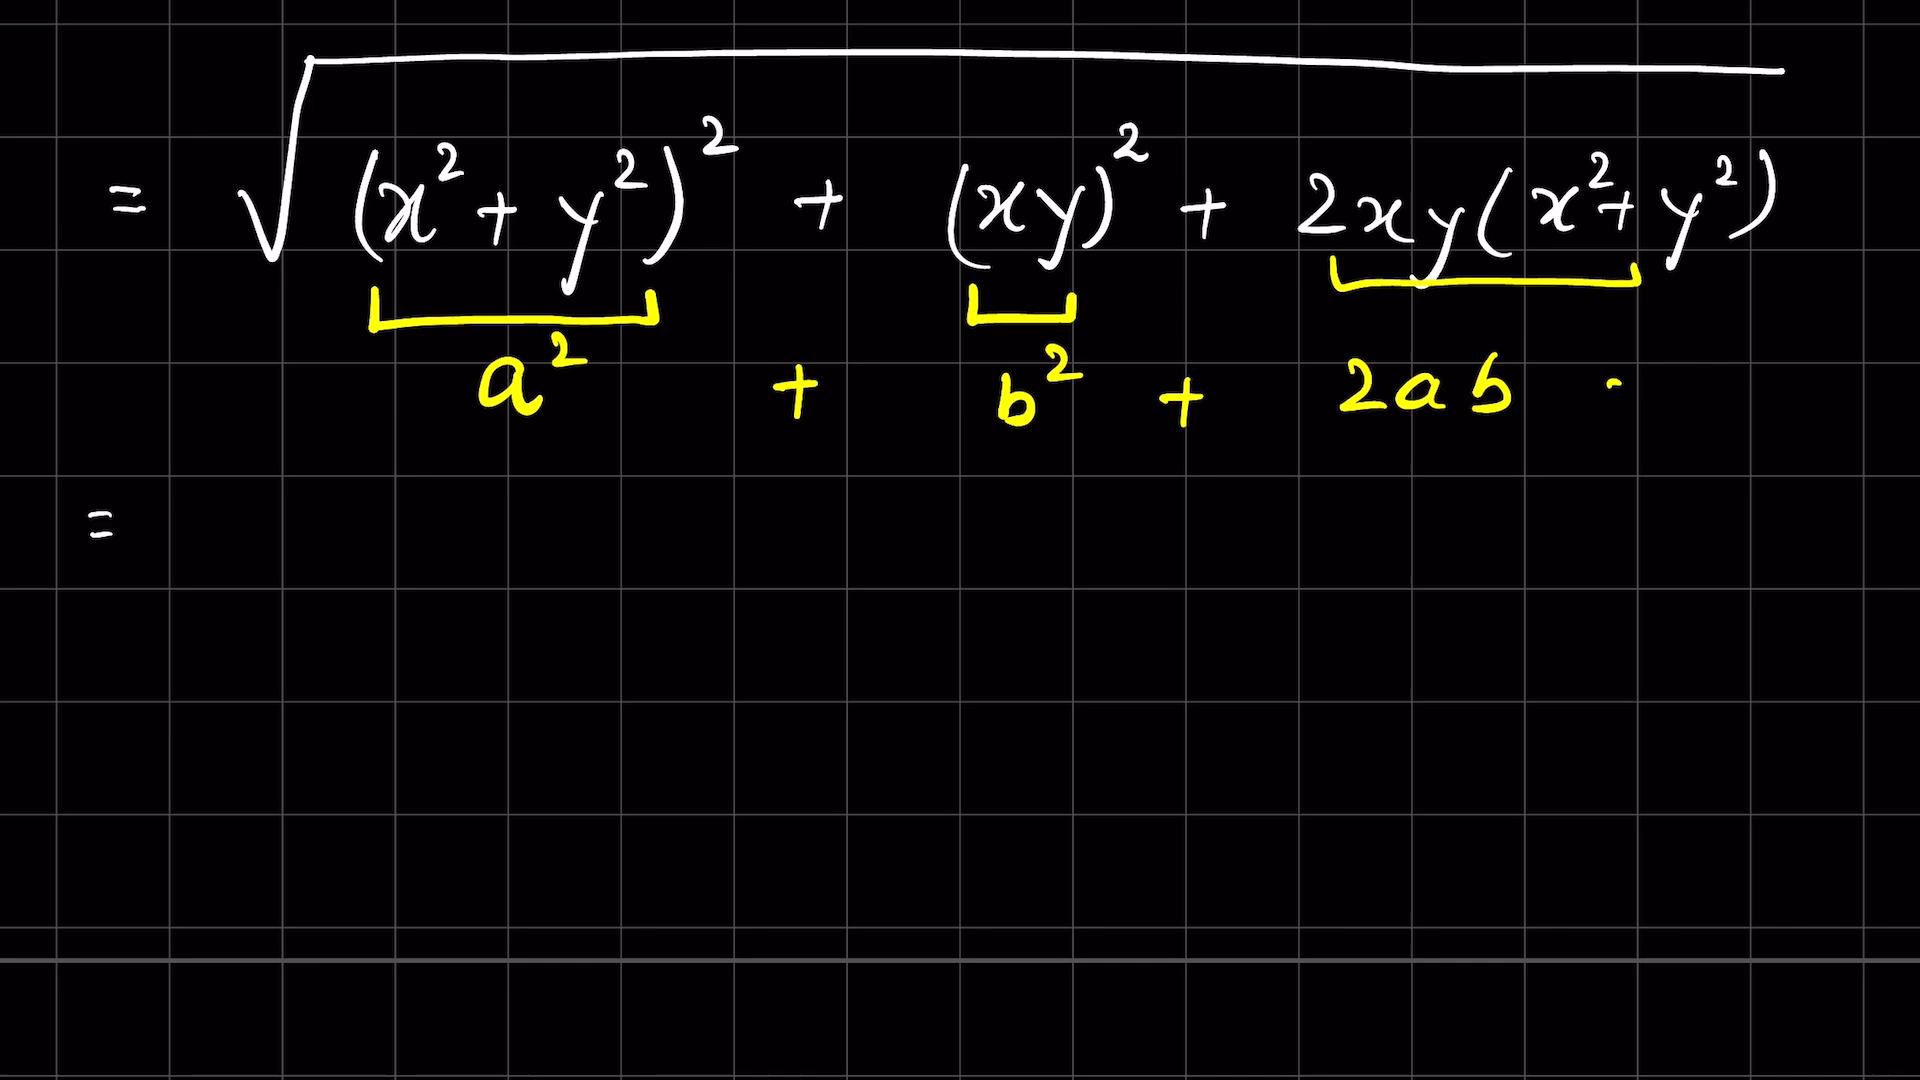 = √((x² + y²)² + (xy)² + 2xy(x² + y²))
a² + b² + 2ab
=